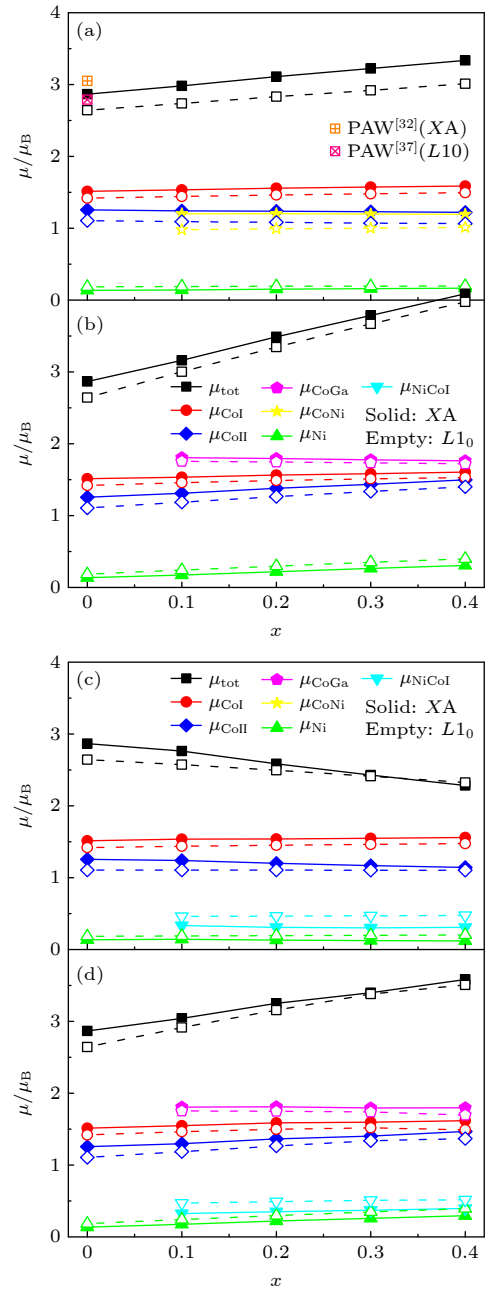 (a)
4
3
2
1
0
μ/μB
PAW[32](XA)
PAW[37](L10)
(b)
3
2
1
0
μ/μB
μtot μCoGa μNiCoI
μCoI μCoNi Solid: XA
μCoII μNi Empty: L10
0 0.1 0.2 0.3 0.4
x
(c)
μtot μCoGa μNiCoI
μCoI μCoNi Solid: XA
μCoII μNi Empty: L10
3
2
1
0
μ/μB
(d)
3
2
1
0
μ/μB
0 0.1 0.2 0.3 0.4
x